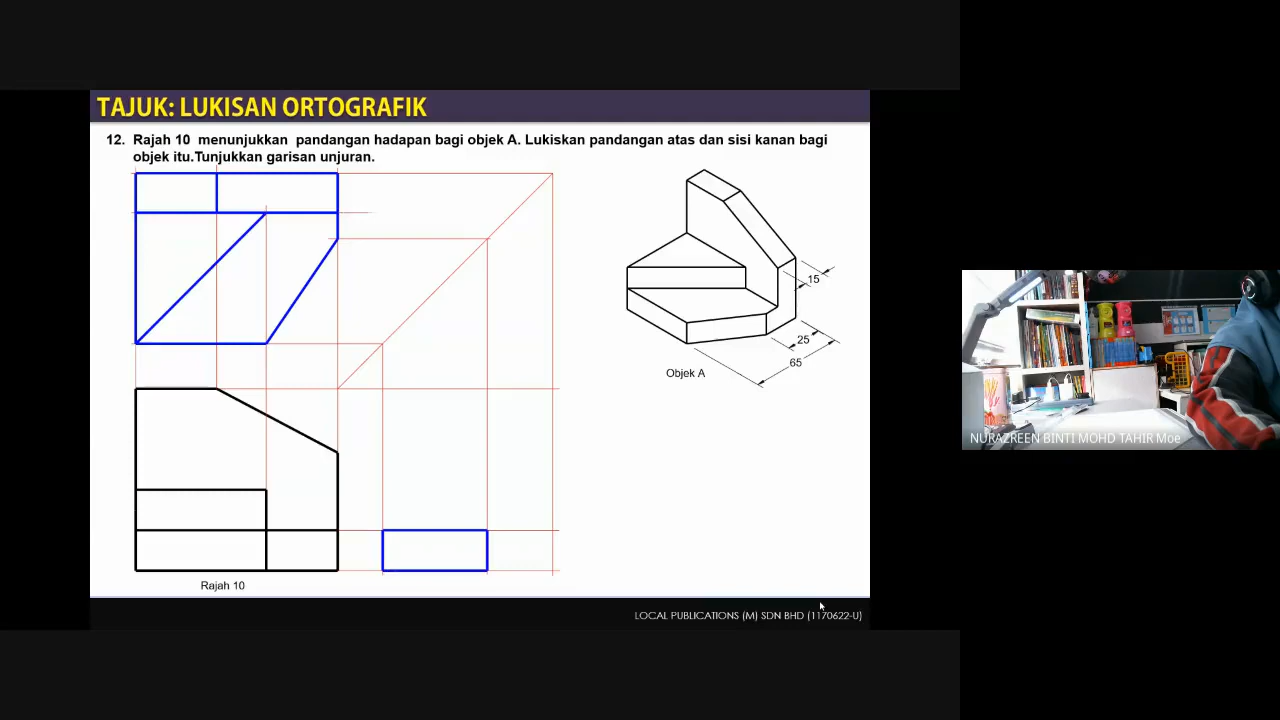 TAJUK: LUKISAN ORTOGRAFIK
12. Rajah 10 menunjukkan pandangan hadapan bagi objek A. Lukiskan pandangan atas dan sisi kanan bagi
objek itu.Tunjukkan garisan unjuran.
15
25
65
Objek A
NURAZREEN BINTI MOHD TAHIR Moe
Rajah 10
LOCAL PUBLICATIONS (M) SDN BHD (1170622-U)